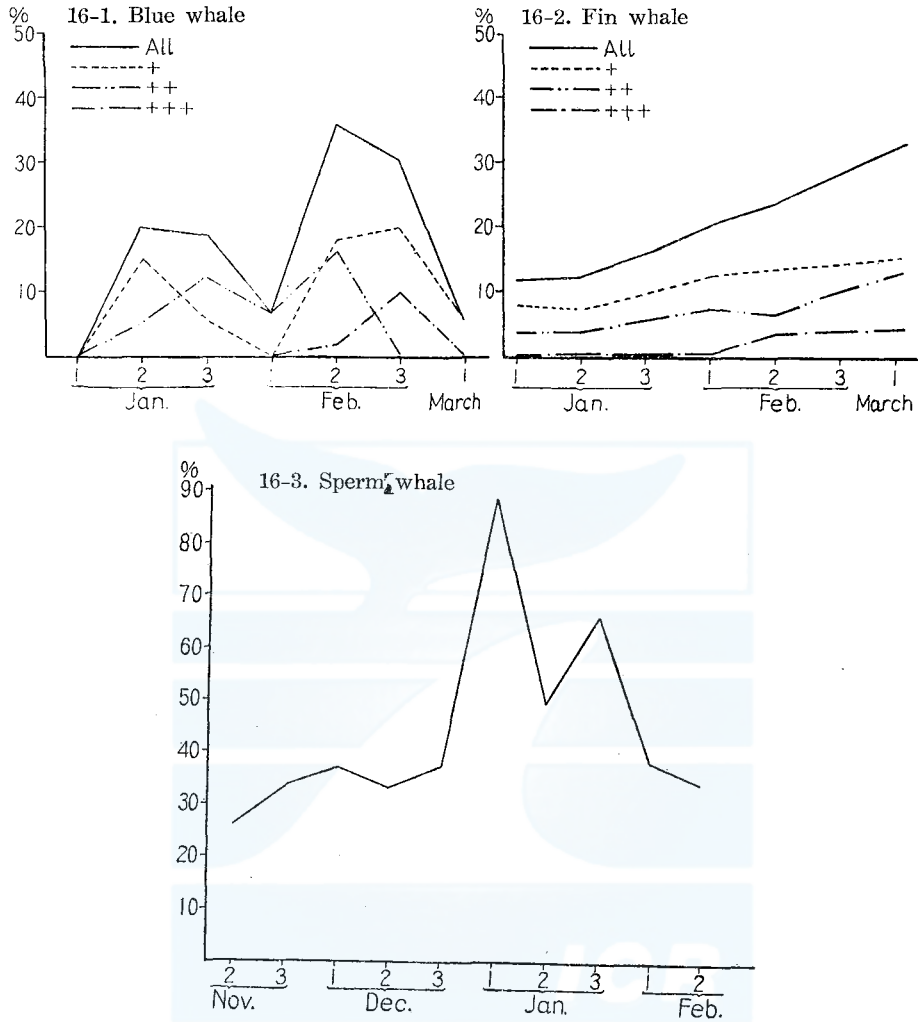 16-1. Blue whale
%
50
40
30
20
10
All
+
++
+++
1 2 3 1 2 3 1
Jan. Feb. March
16-2. Fin whale
%
50
40
30
20
10
All
+
++
+++
1 2 3 1 2 3 1
Jan. Feb. March
16-3. Sperm whale
%
90
80
70
60
50
40
30
20
10
2 3 1 2 3 1 2 3 1 2
Nov. Dec. Jan. Feb.
ICR